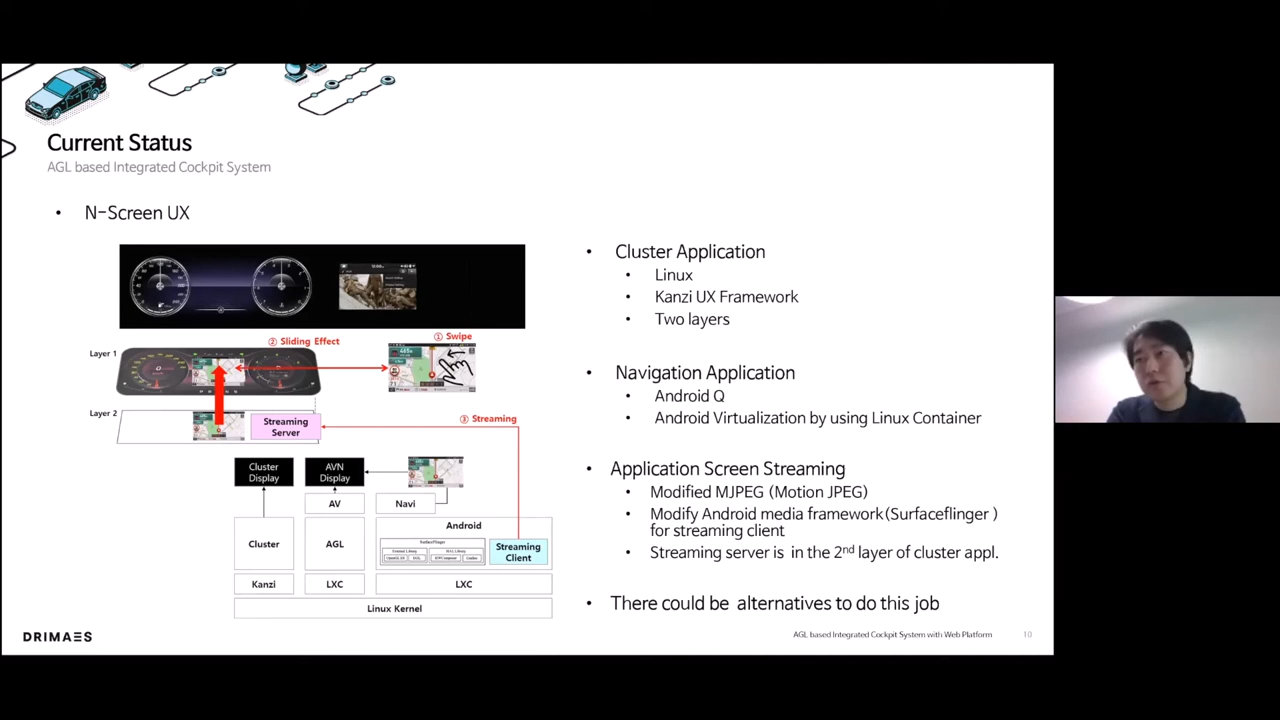 Current Status
AGL based Integrated Cockpit System
• N-Screen UX
① Swipe
② Sliding Effect
Layer 1
Layer 2
Streaming Server
③ Streaming
Cluster Display
AVN Display
AV
Navi
Cluster
AGL
Android
Streaming Client
Kanzi
LXC
LXC
Linux Kernel
• Cluster Application
• Linux
• Kanzi UX Framework
• Two layers
• Navigation Application
• Android Q
• Android Virtualization by using Linux Container
• Application Screen Streaming
• Modified MJPEG (Motion JPEG)
• Modify Android media framework(Surfaceflinger )
for streaming client
• Streaming server is in the 2nd layer of cluster appl.
• There could be alternatives to do this job
DRIMAES
AGL based Integrated Cockpit System with Web Platform
10